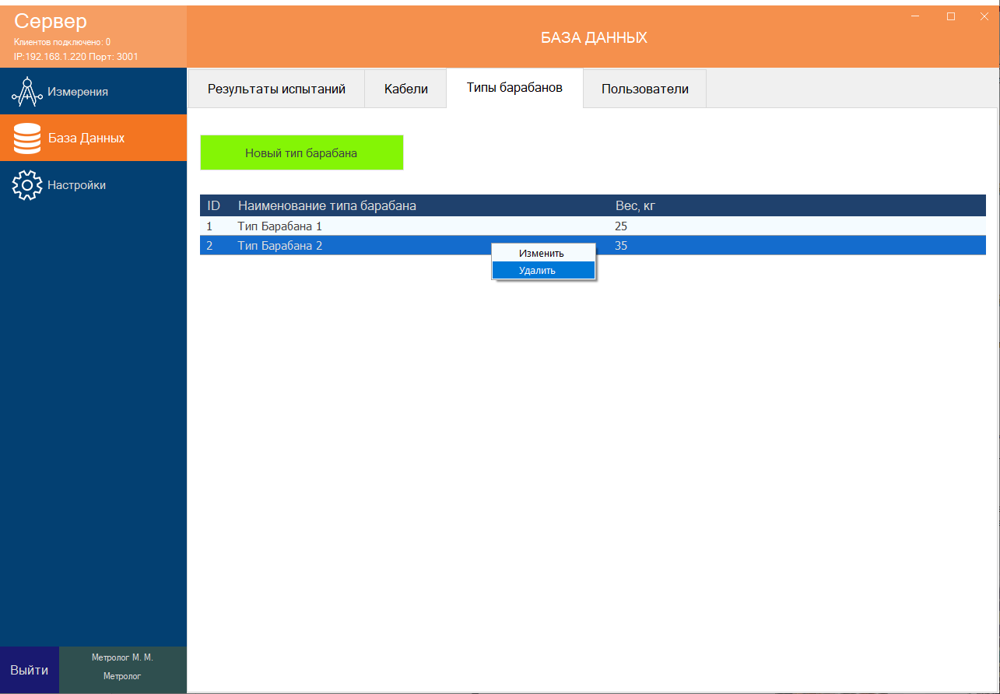 Сервер
Клиентов подключено: 0
IP:192.168.1.220 Порт: 3001
БАЗА ДАННЫХ
Измерения
База Данных
Настройки
Результаты испытаний Кабели Типы барабанов Пользователи
Новый тип барабана
ID Наименование типа барабана Вес, кг
1 Тип Барабана 1 25
2 Тип Барабана 2 35
Изменить
Удалить
Выйти
Метролог М. М.
Метролог